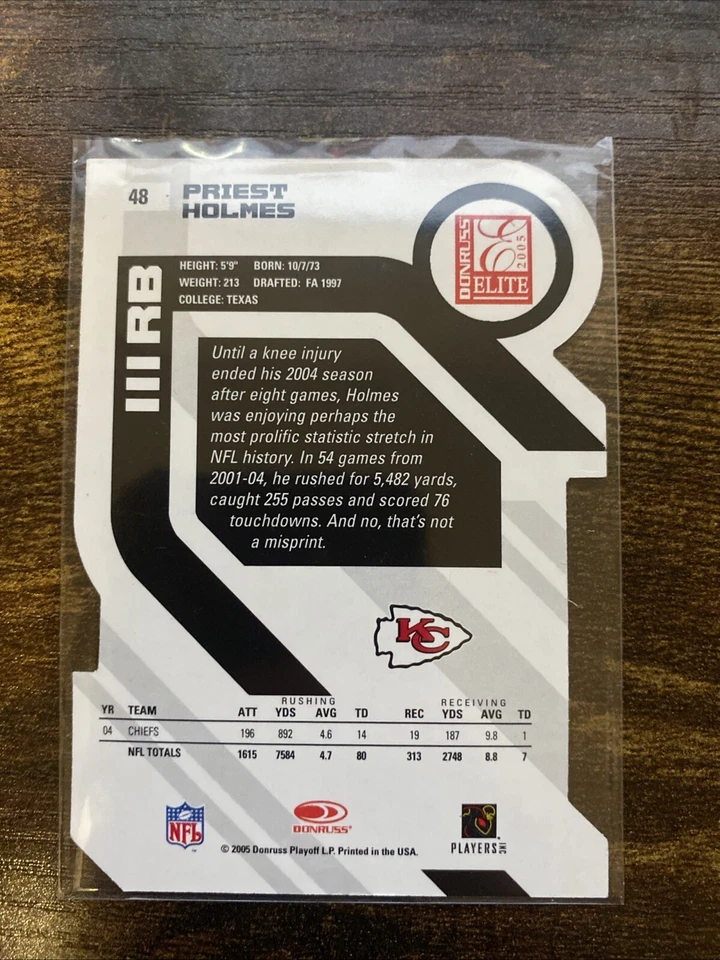 48
PRIEST
HOLMES
DONRUSS
E
2005
ELITE
RB
HEIGHT: 5'9" BORN: 10/7/73
WEIGHT: 213 DRAFTED: FA 1997
COLLEGE: TEXAS
Until a knee injury
ended his 2004 season
after eight games, Holmes
was enjoying perhaps the
most prolific statistic stretch in
NFL history. In 54 games from
2001-04, he rushed for 5,482 yards,
caught 255 passes and scored 76
touchdowns. And no, that's not
a misprint.
KC
RUSHING RECEIVING
YR TEAM ATT YDS AVG TD REC YDS AVG TD
04 CHIEFS 196 892 4.6 14 19 187 9.8 1
NFL TOTALS 1615 7584 4.7 80 313 2748 8.8 7
NFL
DONRUSS
PLAYERS INC
© 2005 Donruss Playoff L.P. Printed in the USA.